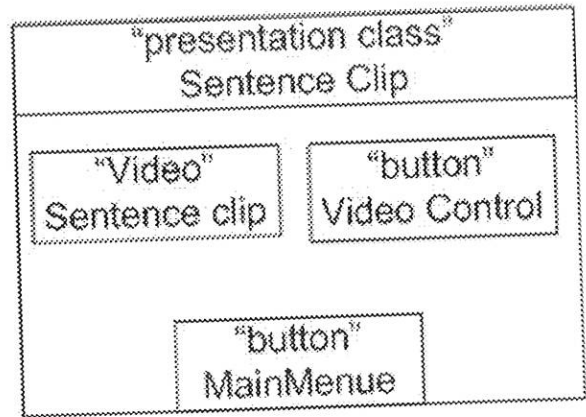 “presentation class”
Sentence Clip
“Video”
Sentence clip
“button”
Video Control
“button”
MainMenue